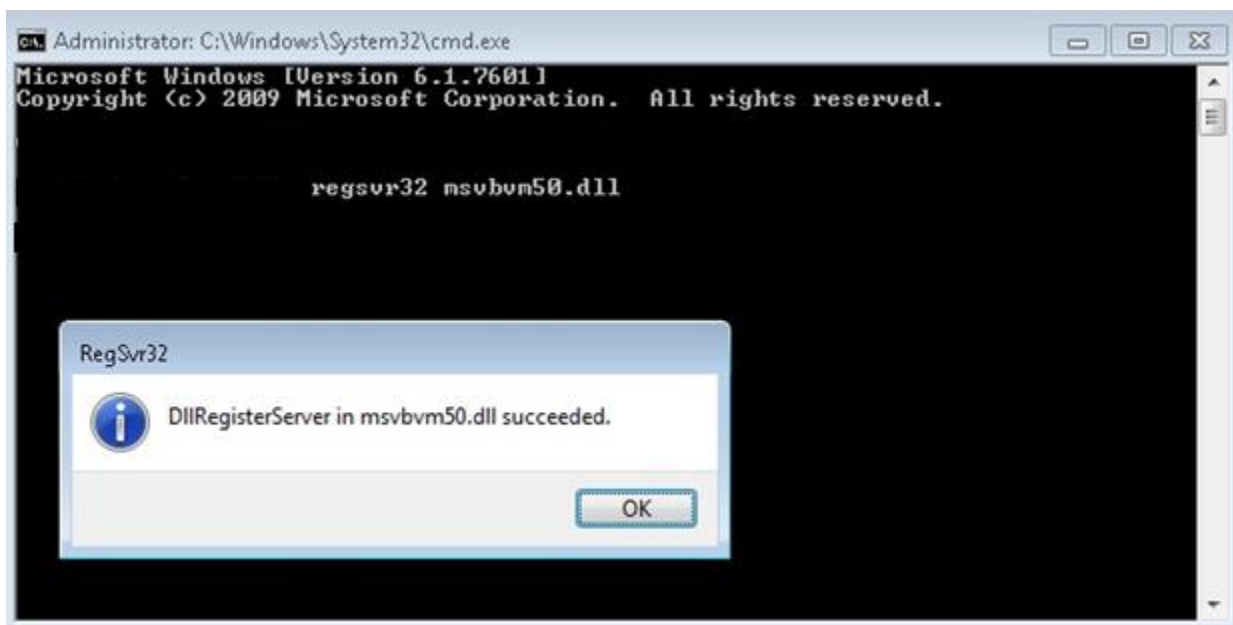 Administrator: C:\Windows\System32\cmd.exe
Microsoft Windows [Version 6.1.7601]
Copyright (c) 2009 Microsoft Corporation.  All rights reserved.
regsvr32 msvbvm50.dll
RegSvr32
DllRegisterServer in msvbvm50.dll succeeded.
OK